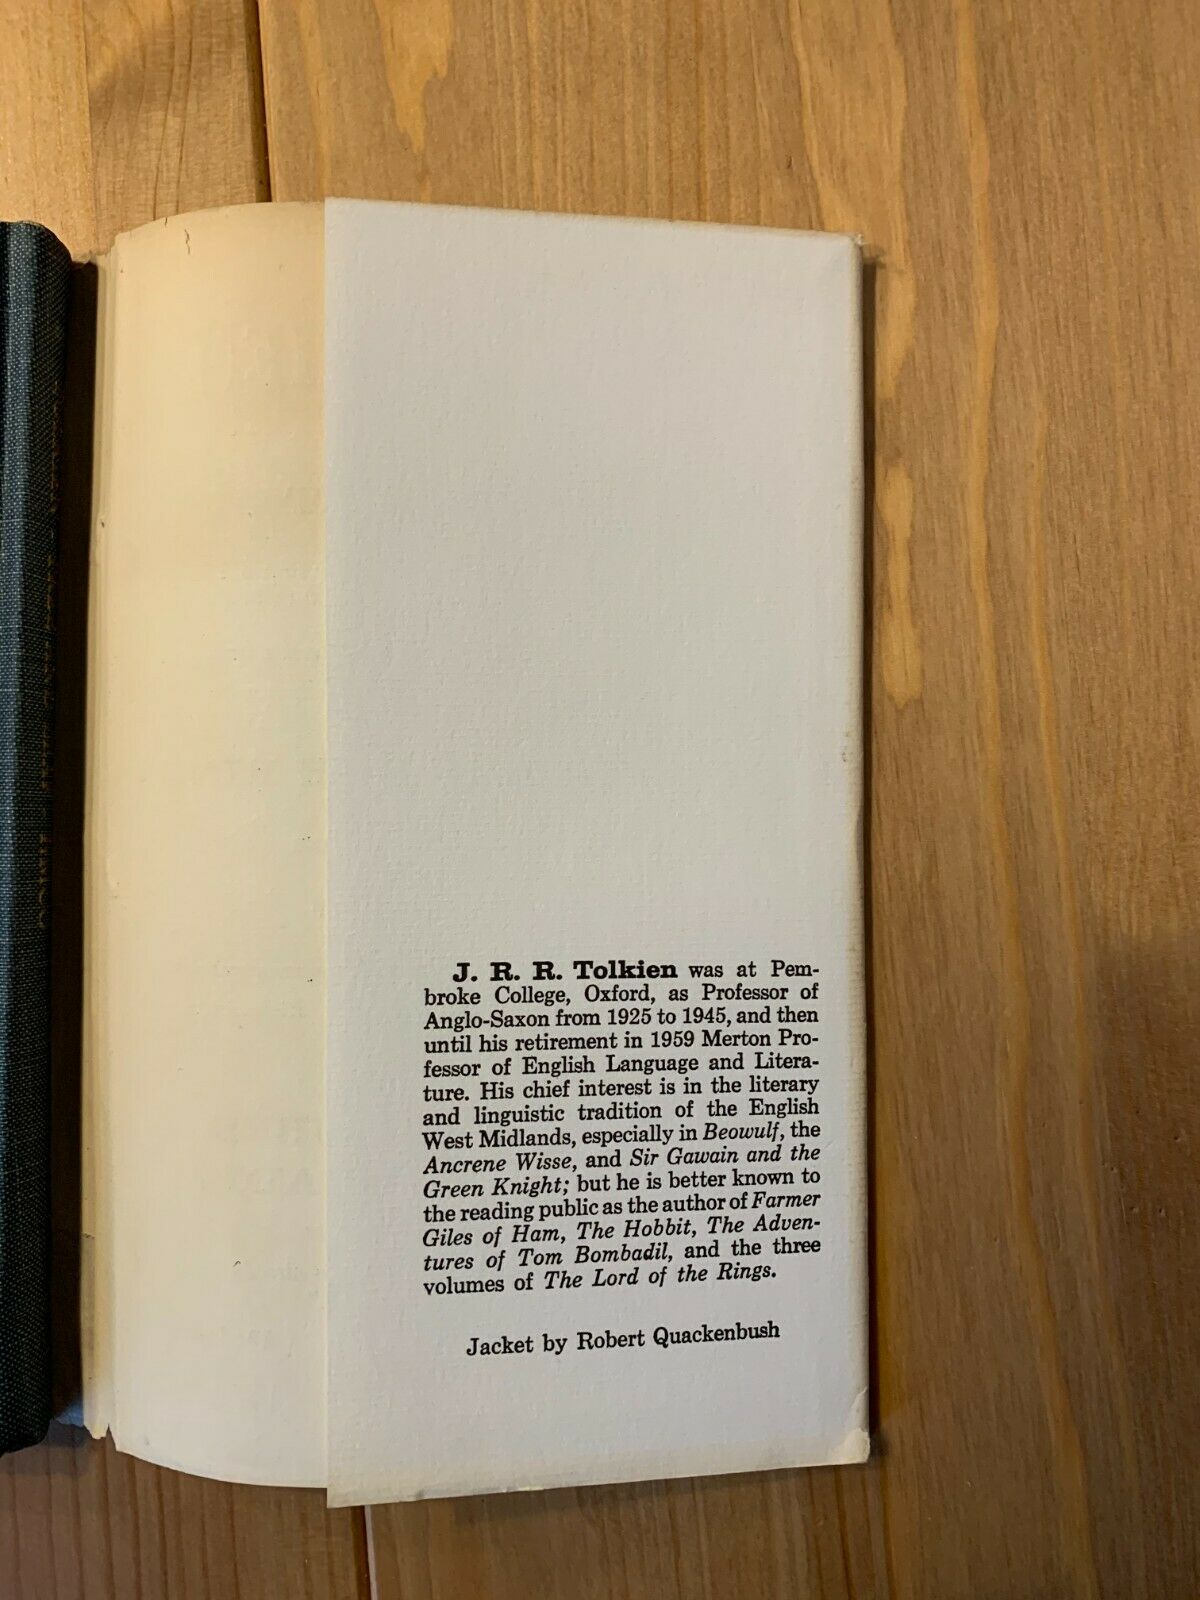 J. R. R. Tolkien was at Pem-
broke College, Oxford, as Professor of
Anglo-Saxon from 1925 to 1945, and then
until his retirement in 1959 Merton Pro-
fessor of English Language and Litera-
ture. His chief interest is in the literary
and linguistic tradition of the English
West Midlands, especially in Beowulf, the
Ancrene Wisse, and Sir Gawain and the
Green Knight; but he is better known to
the reading public as the author of Farmer
Giles of Ham, The Hobbit, The Adven-
tures of Tom Bombadil, and the three
volumes of The Lord of the Rings.
Jacket by Robert Quackenbush